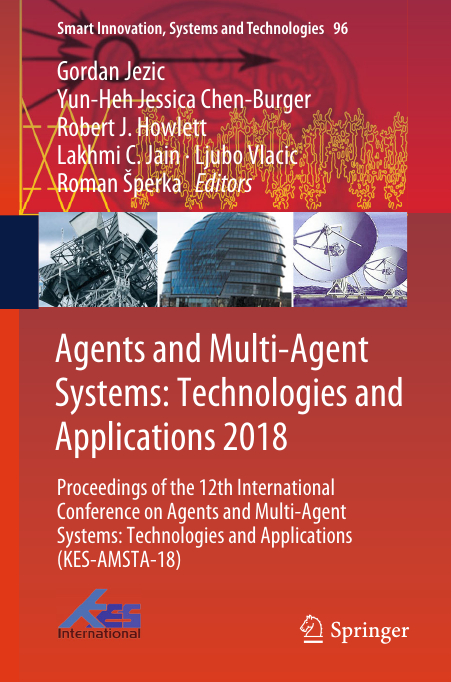 Smart Innovation, Systems and Technologies 96
Gordan Jezic
Yun-Heh Jessica Chen-Burger
Robert J. Howlett
Lakhmi C. Jain · Ljubo Vlacic
Roman Šperka Editors
Agents and Multi-Agent
Systems: Technologies and
Applications 2018
Proceedings of the 12th International
Conference on Agents and Multi-Agent
Systems: Technologies and Applications
(KES-AMSTA-18)
KES
International
Springer